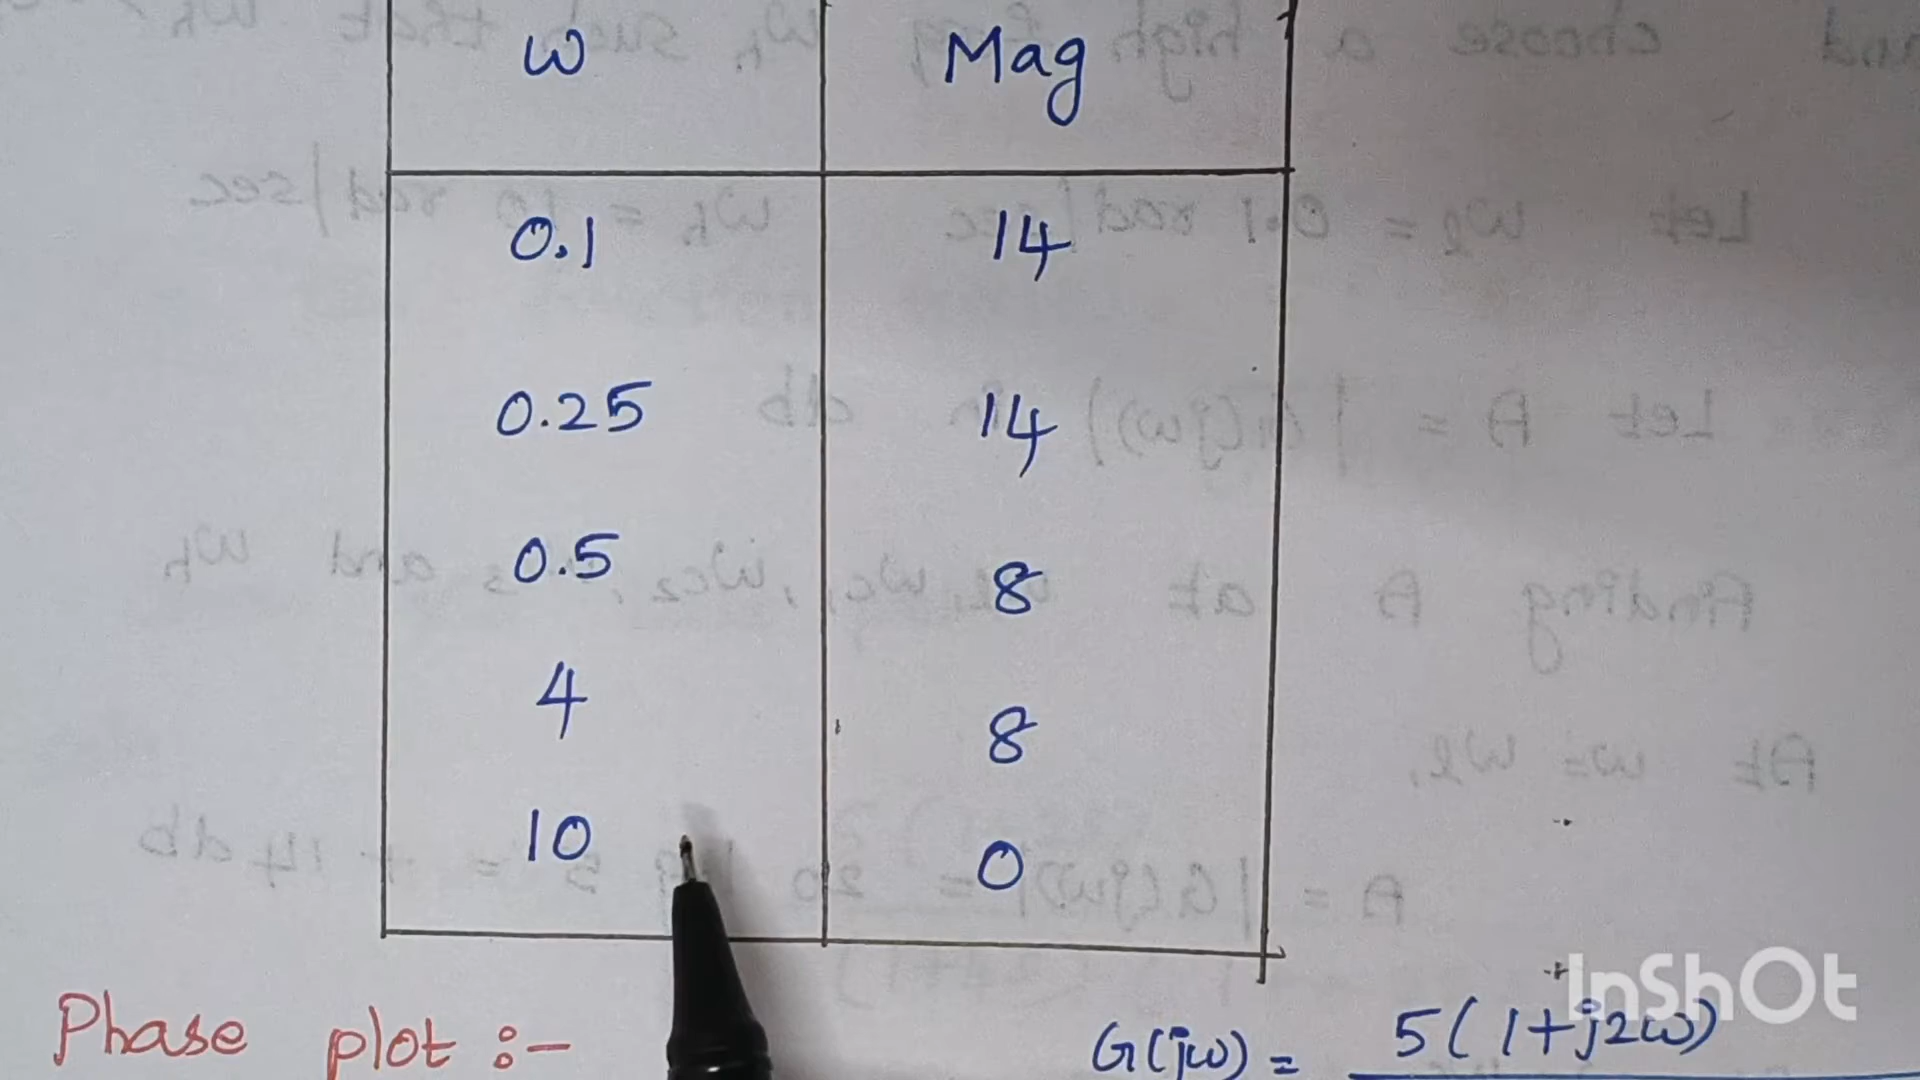 ω Mag
0.1 14
0.25 14
0.5 8
4 8
10 0
Phase plot :-
G(jω) = 5(1+j2ω)
InShOt